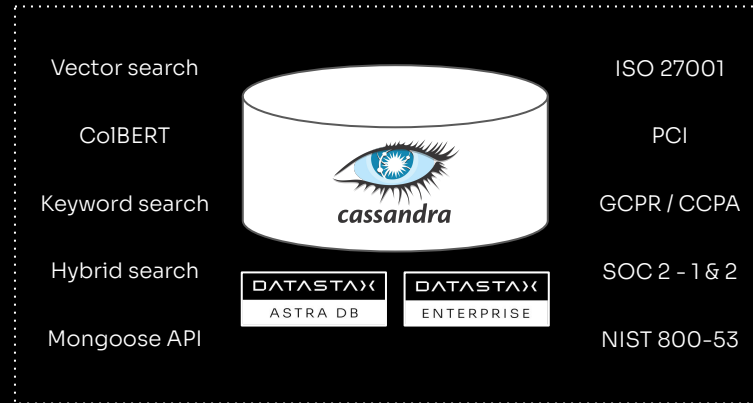 Vector search
ColBERT
Keyword search
Hybrid search
Mongoose API
cassandra
DATASTAX
ASTRA DB
DATASTAX
ENTERPRISE
ISO 27001
PCI
GCPR / CCPA
SOC 2 - 1 & 2
NIST 800-53